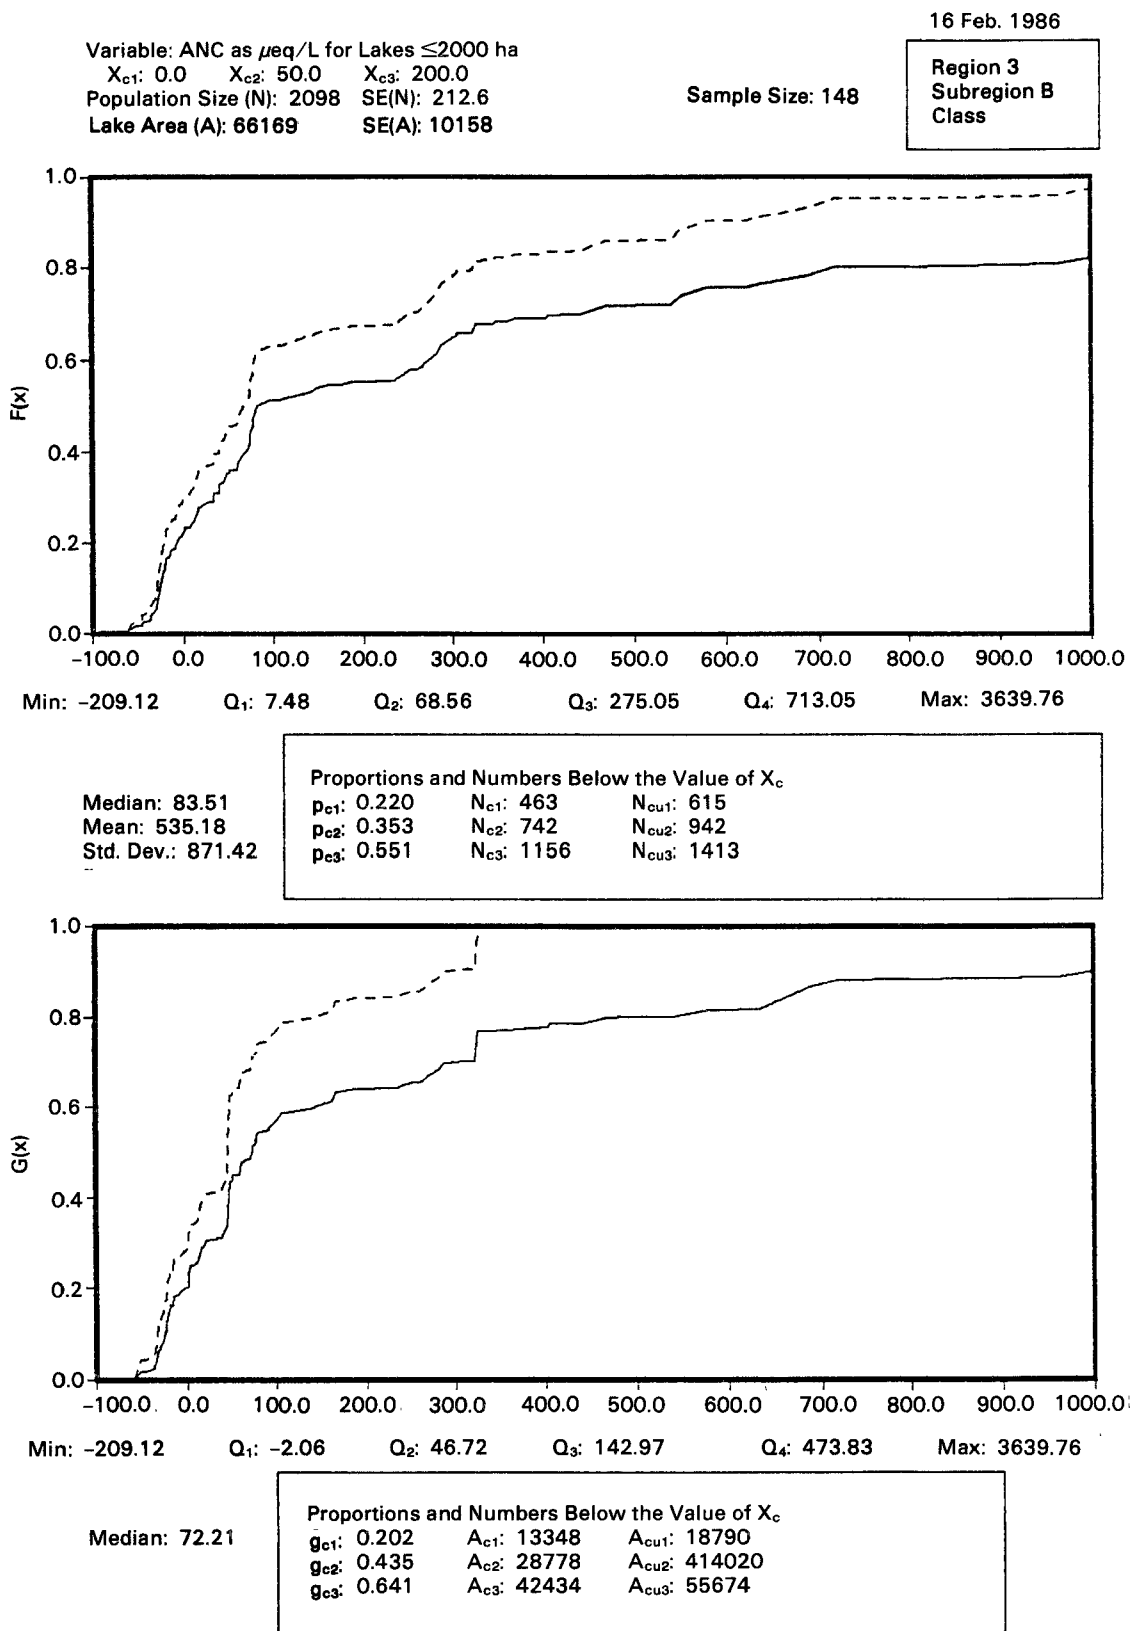 16 Feb. 1986
Variable: ANC as µeq/L for Lakes ≤2000 ha
Xc1: 0.0 Xc2: 50.0 Xc3: 200.0
Population Size (N): 2098 SE(N): 212.6
Lake Area (A): 66169 SE(A): 10158
Sample Size: 148
Region 3
Subregion B
Class
1.0
0.8
0.6
0.4
0.2
0.0
F(x)
-100.0 0.0 100.0 200.0 300.0 400.0 500.0 600.0 700.0 800.0 900.0 1000.0
Min: -209.12 Q1: 7.48 Q2: 68.56 Q3: 275.05 Q4: 713.05 Max: 3639.76
Median: 83.51
Mean: 535.18
Std. Dev.: 871.42
Proportions and Numbers Below the Value of Xc
pc1: 0.220 Nc1: 463 Ncu1: 615
pc2: 0.353 Nc2: 742 Ncu2: 942
pe3: 0.551 Nc3: 1156 Ncu3: 1413
1.0
0.8
0.6
0.4
0.2
0.0
G(x)
-100.0 0.0 100.0 200.0 300.0 400.0 500.0 600.0 700.0 800.0 900.0 1000.0
Min: -209.12 Q1: -2.06 Q2: 46.72 Q3: 142.97 Q4: 473.83 Max: 3639.76
Median: 72.21
Proportions and Numbers Below the Value of Xc
gc1: 0.202 Ac1: 13348 Acu1: 18790
gc2: 0.435 Ac2: 28778 Acu2: 414020
gc3: 0.641 Ac3: 42434 Acu3: 55674